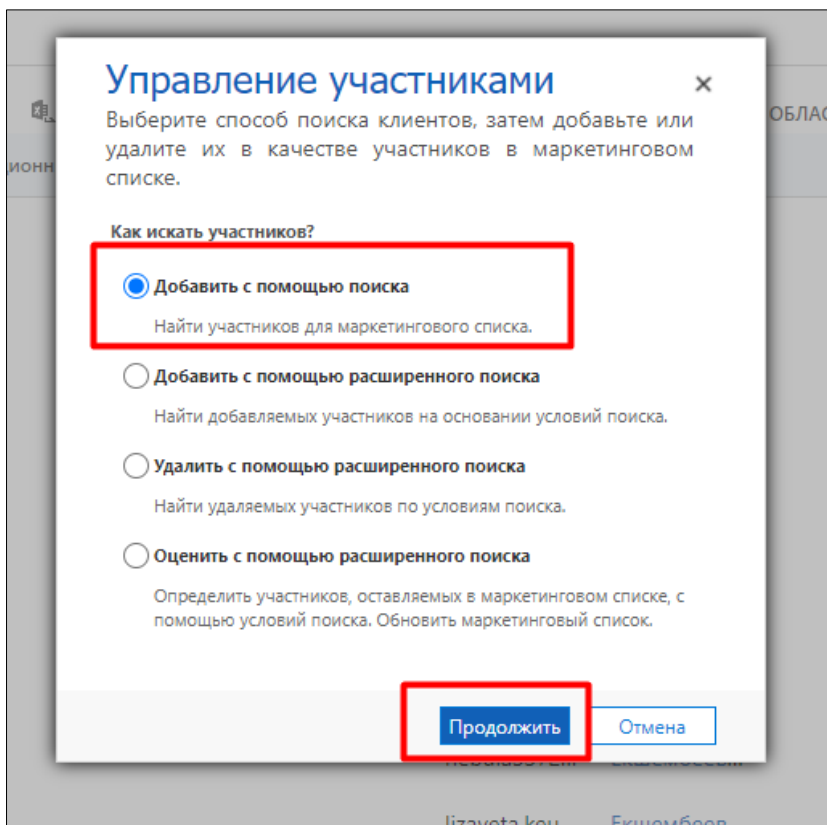 Управление участниками
Выберите способ поиска клиентов, затем добавьте или
удалите их в качестве участников в маркетинговом
списке.
Как искать участников?
Добавить с помощью поиска
Найти участников для маркетингового списка.
Добавить с помощью расширенного поиска
Найти добавляемых участников на основании условий поиска.
Удалить с помощью расширенного поиска
Найти удаляемых участников по условиям поиска.
Оценить с помощью расширенного поиска
Определить участников, оставляемых в маркетинговом списке, с
помощью условий поиска. Обновить маркетинговый список.
Продолжить Отмена